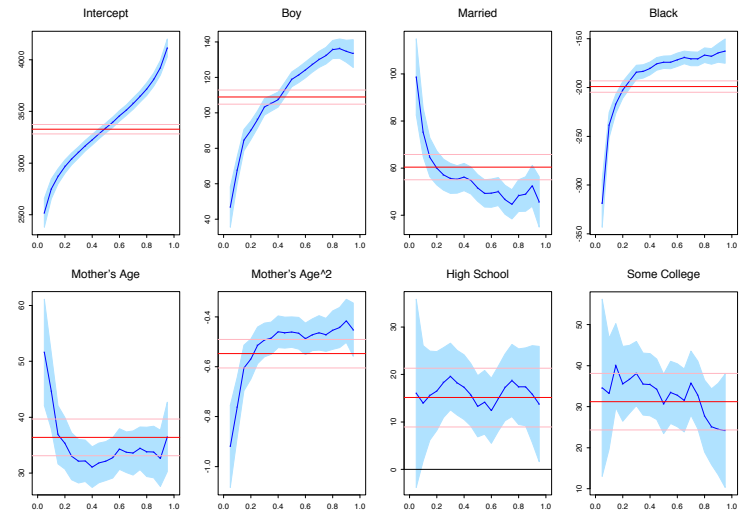 Intercept
Boy
Married
Black
2500 3000 3500 4000
40 60 80 100 120 140
40 60 80 100
-350 -300 -250 -200 -150
0.0 0.2 0.4 0.6 0.8 1.0
0.0 0.2 0.4 0.6 0.8 1.0
0.0 0.2 0.4 0.6 0.8 1.0
0.0 0.2 0.4 0.6 0.8 1.0
Mother's Age
Mother's Age^2
High School
Some College
30 40 50 60
-1.0 -0.8 -0.6 -0.4
0 10 20 30
10 20 30 40 50
0.0 0.2 0.4 0.6 0.8 1.0
0.0 0.2 0.4 0.6 0.8 1.0
0.0 0.2 0.4 0.6 0.8 1.0
0.0 0.2 0.4 0.6 0.8 1.0